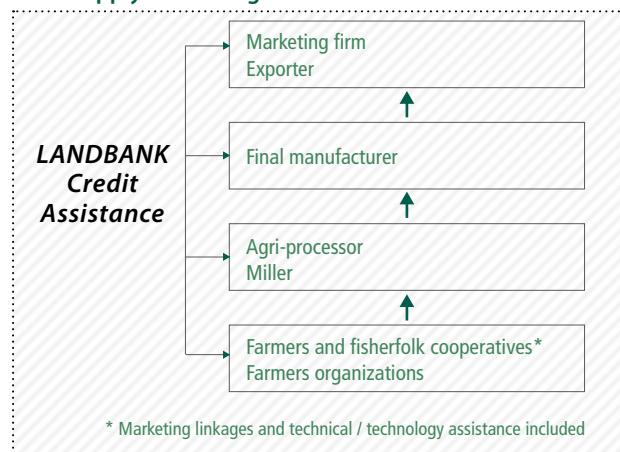 Marketing firm
Exporter
LANDBANK
Credit
Assistance
Final manufacturer
Agri-processor
Miller
Farmers and fisherfolk cooperatives*
Farmers organizations
* Marketing linkages and technical / technology assistance included